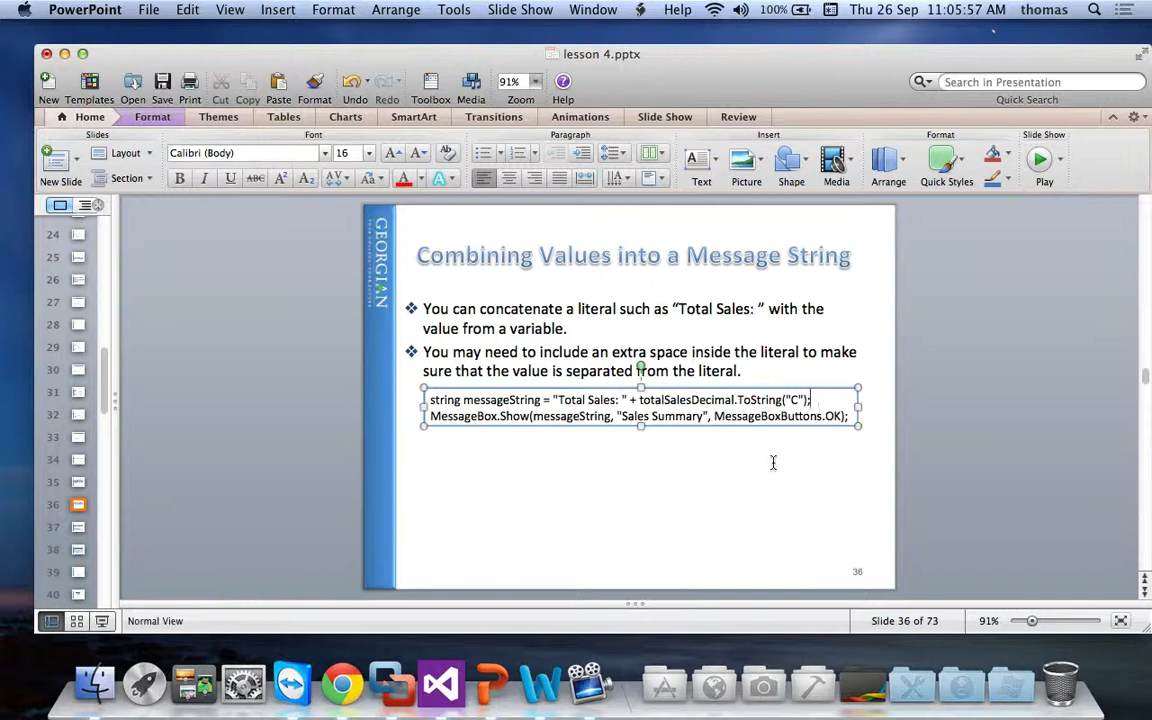 PowerPoint File Edit View Insert Format Arrange Tools Slide Show Window Help 100% Thu 26 Sep 11:05:57 AM thomas
lesson 4.pptx
91% Search in Presentation
New Templates Open Save Print Cut Copy Paste Format Undo Redo Toolbox Media Zoom Help Quick Search
Home Format Themes Tables Charts SmartArt Transitions Animations Slide Show Review
Slides Font Paragraph Insert Format Slide Show
Layout Calibri (Body) 16
New Slide Section Text Picture Shape Media Arrange Quick Styles Play
24
25
26
27
28
33
34
35
36
37
38
39
40
GEORGIAN
Combining Values into a Message String
You can concatenate a literal such as “Total Sales: ” with the
value from a variable.
You may need to include an extra space inside the literal to make
sure that the value is separated from the literal.
string messageString = "Total Sales: " + totalSalesDecimal.ToString("C");
MessageBox.Show(messageString, "Sales Summary", MessageBoxButtons.OK);
36
Normal View Slide 36 of 73 91%